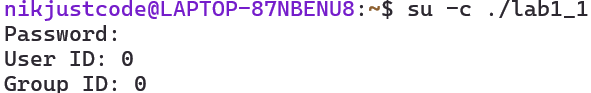 nikjustcode@LAPTOP-87NBENU8:~$ su -c ./lab1_1
Password:
User ID: 0
Group ID: 0